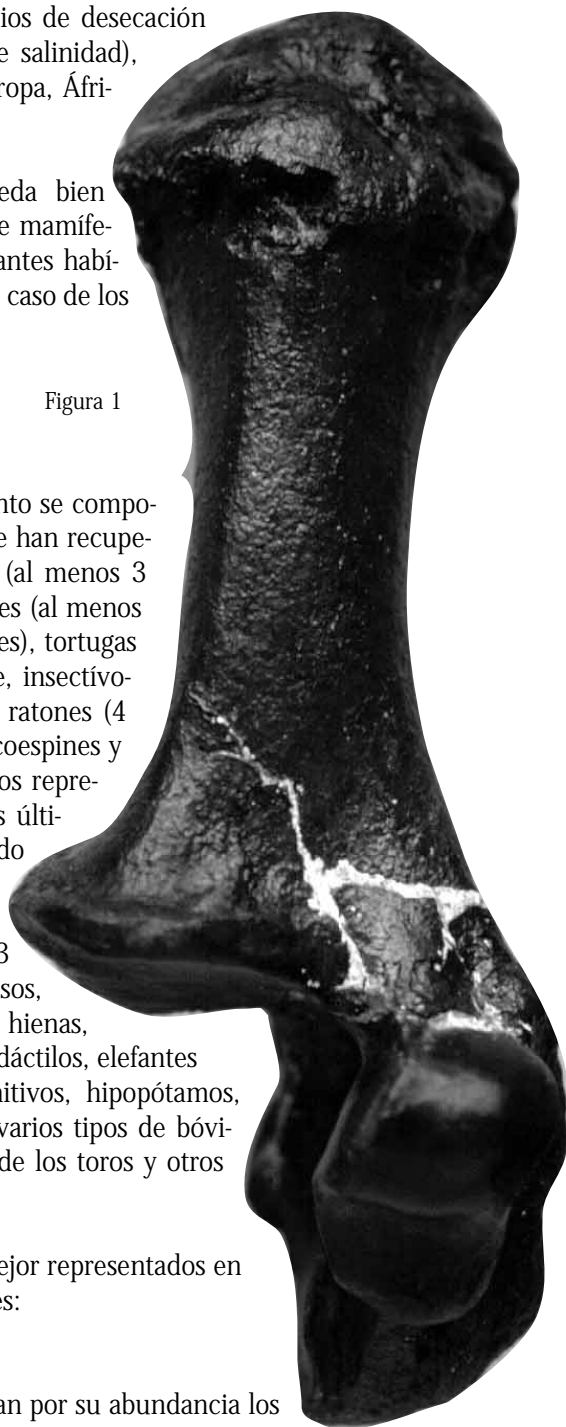 ios de desecación
e salinidad),
ropa, Áfri-
eda bien
e mamífe-
antes habí-
caso de los
Figura 1
nto se compo-
e han recupe-
(al menos 3
es (al menos
es), tortugas
e, insectívo-
ratones (4
coespines y
os repre-
s últi-
do
3
sos,
hienas,
dáctilos, elefantes
nitivos, hipopótamos,
varios tipos de bóvi-
de los toros y otros
ejor representados en
es:
an por su abundancia los